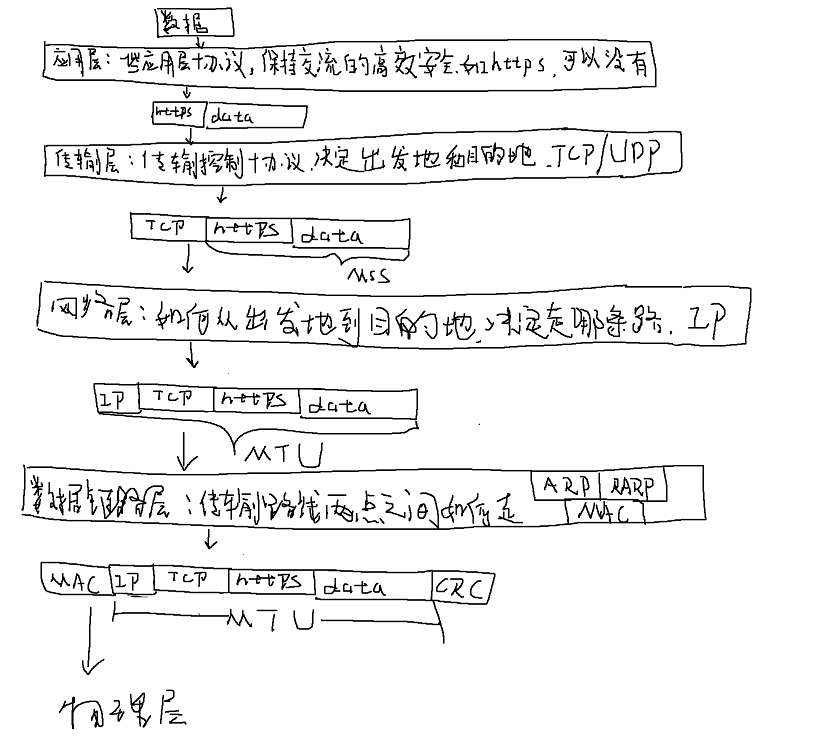 数据
应用层：些应用层协议，保持交流的高效安全.如https，可以没有
https data
传输层：传输控制协议，决定出发地和目的地.TCP/UDP
TCP https data
MSS
网络层：如何从出发地到目的地，决定走哪条路. IP
IP TCP https data
MTU
数据链路层：传输路线两点之间如何走 ARP RARP
MAC
MAC IP TCP https data CRC
MTU
物理层